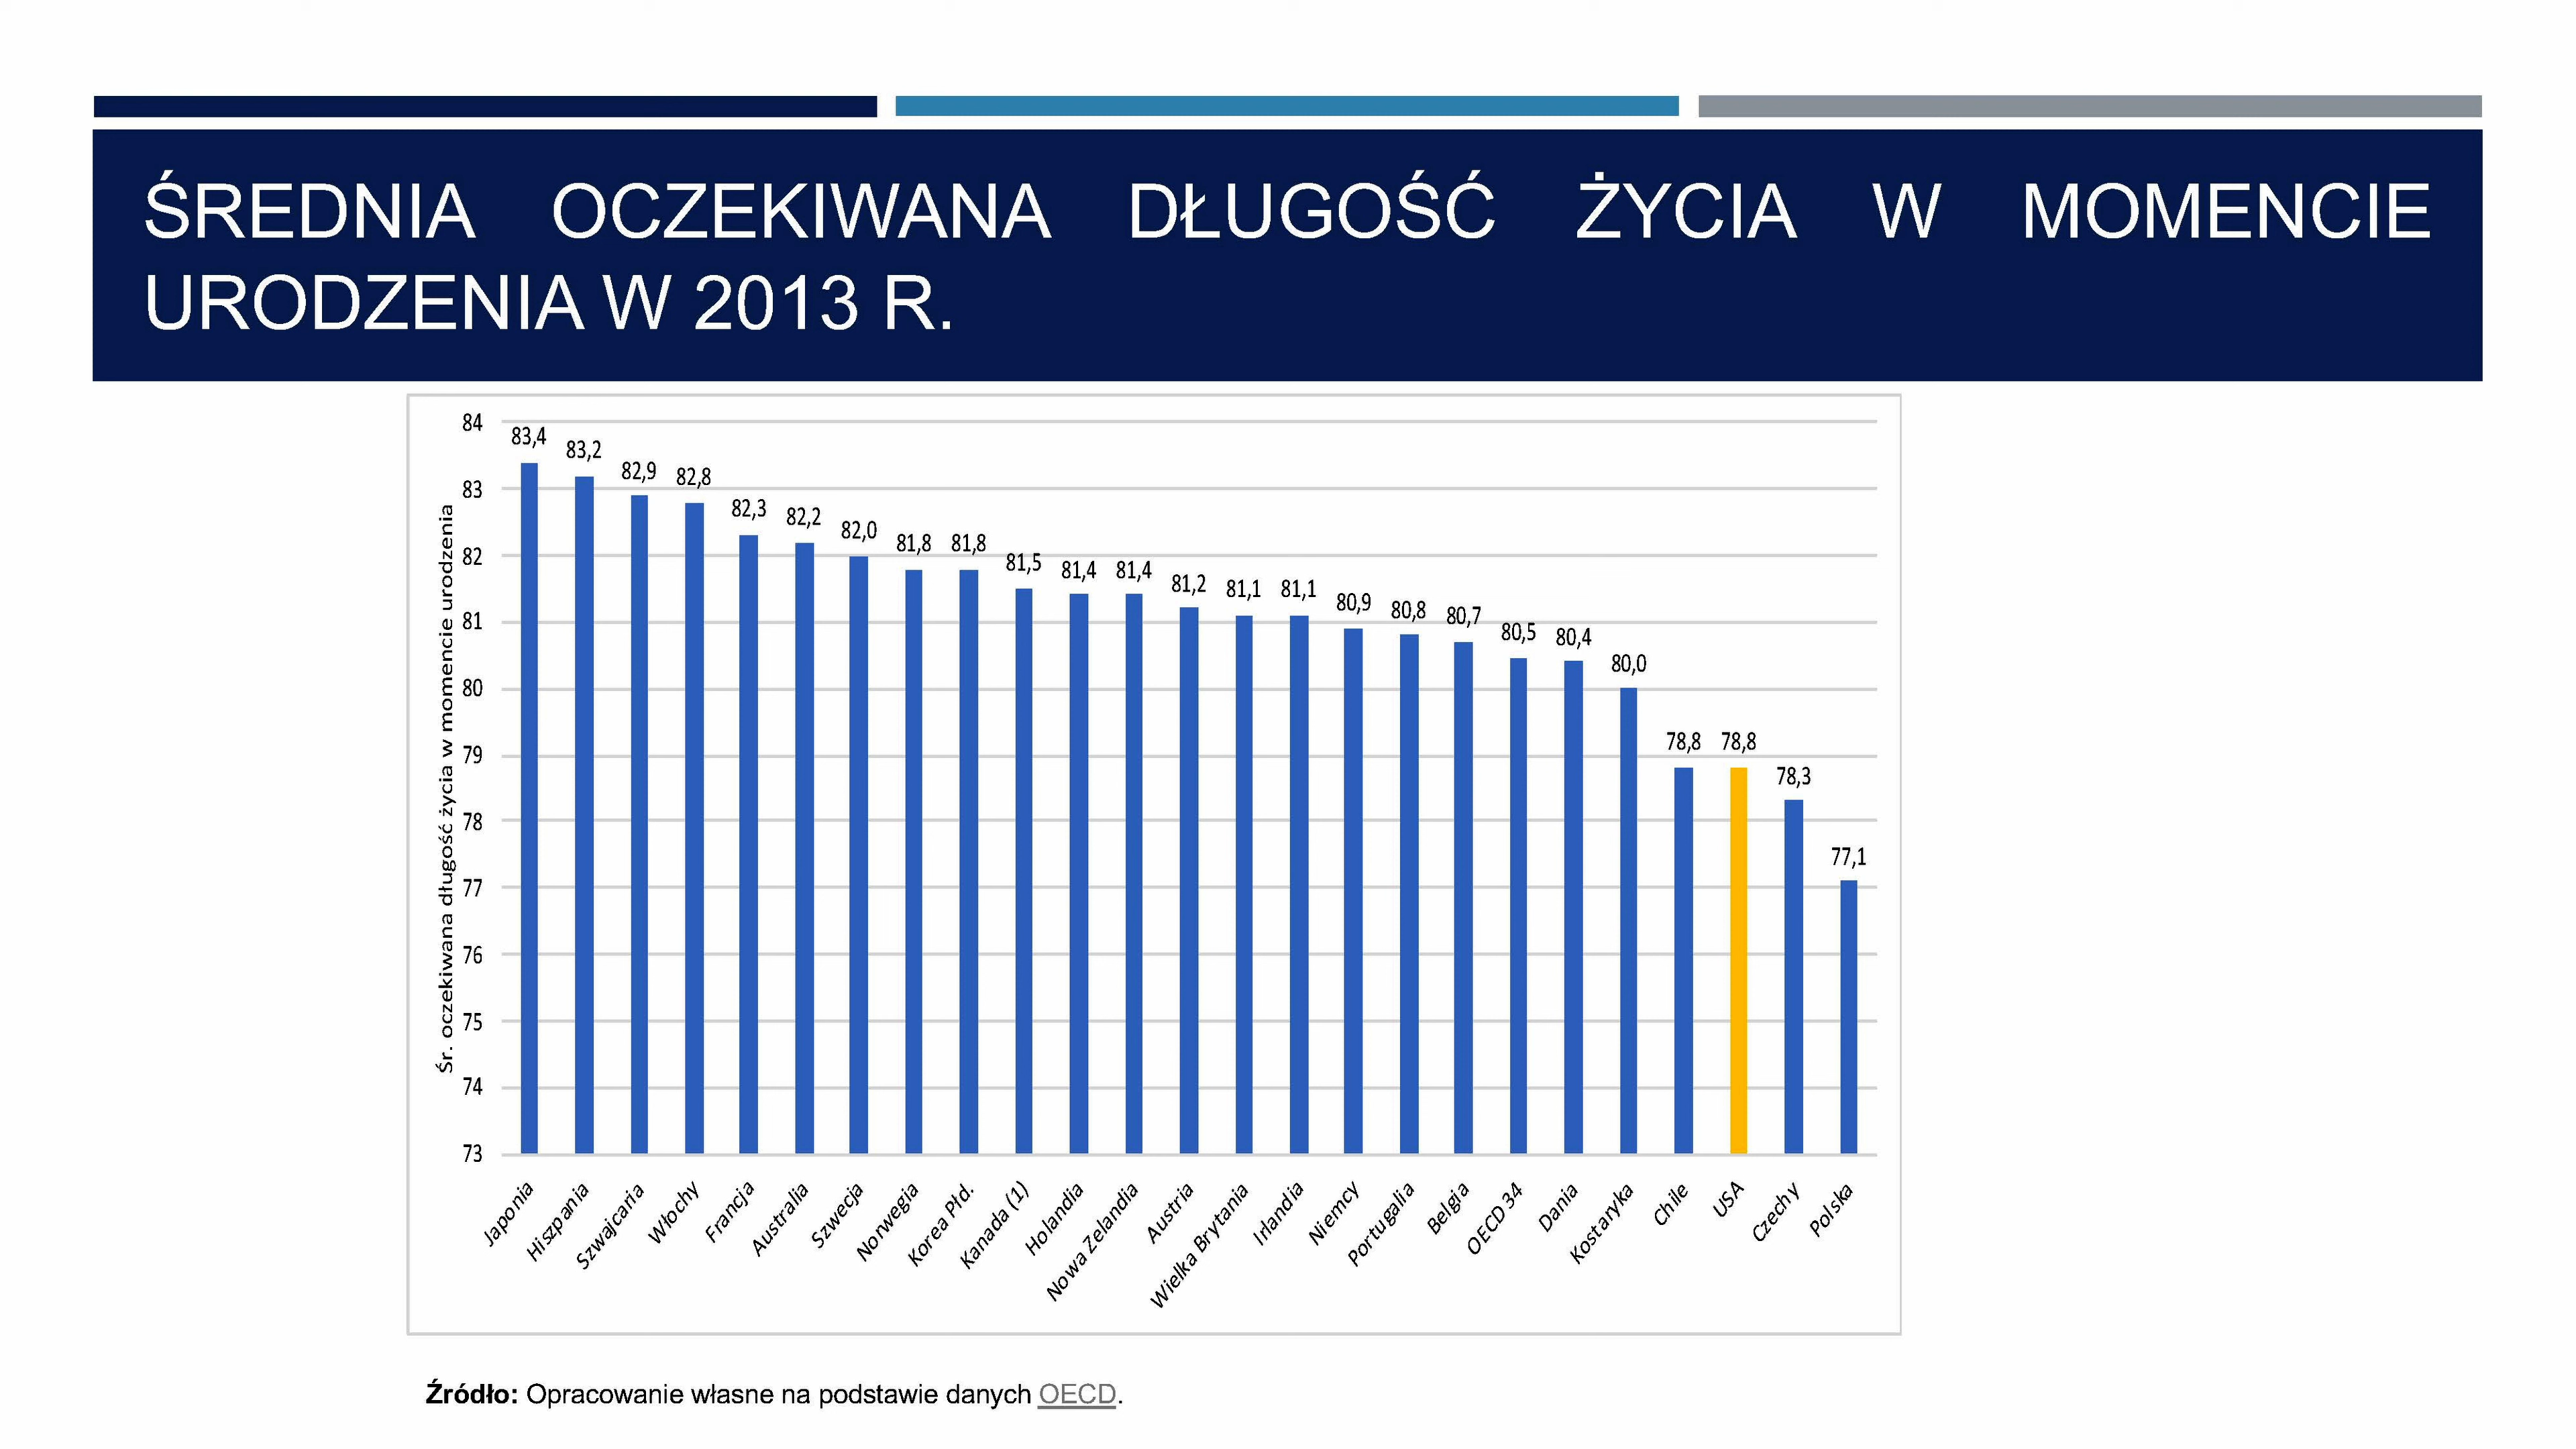 ŚREDNIA OCZEKIWANA DŁUGOŚĆ ŻYCIA W MOMENCIE
URODZENIA W 2013 R.
Śr. oczekiwana długość życia w momencie urodzenia
84
83
82
81
80
79
78
77
76
75
74
73
83,4
83,2
82,9
82,8
82,3
82,2
82,0
81,8
81,8
81,5
81,4
81,4
81,2
81,1
81,1
80,9
80,8
80,7
80,5
80,4
80,0
78,8
78,8
78,3
77,1
Japonia
Hiszpania
Szwajcaria
Włochy
Francja
Australia
Szwecja
Norwegia
Korea Płd.
Kanada (1)
Holandia
Nowa Zelandia
Austria
Wielka Brytania
Irlandia
Niemcy
Portugalia
Belgia
OECD 34
Dania
Kostaryka
Chile
USA
Czechy
Polska
Źródło: Opracowanie własne na podstawie danych OECD.